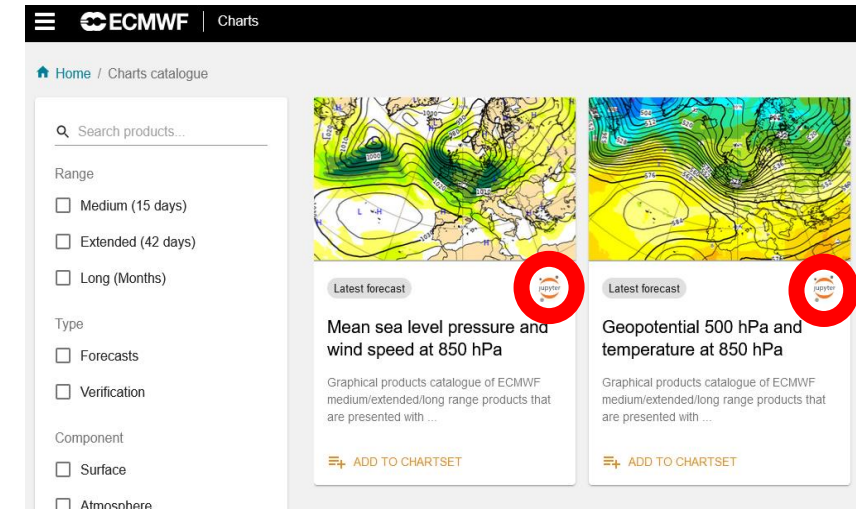 ECMWF Charts
Home / Charts catalogue
Search products...
Range
Medium (15 days)
Extended (42 days)
Long (Months)
Type
Forecasts
Verification
Component
Surface
Atmosphere
Latest forecast
jupyter
Mean sea level pressure and
wind speed at 850 hPa
Graphical products catalogue of ECMWF
medium/extended/long range products that
are presented with ...
ADD TO CHARTSET
Latest forecast
jupyter
Geopotential 500 hPa and
temperature at 850 hPa
Graphical products catalogue of ECMWF
medium/extended/long range products that
are presented with ...
ADD TO CHARTSET